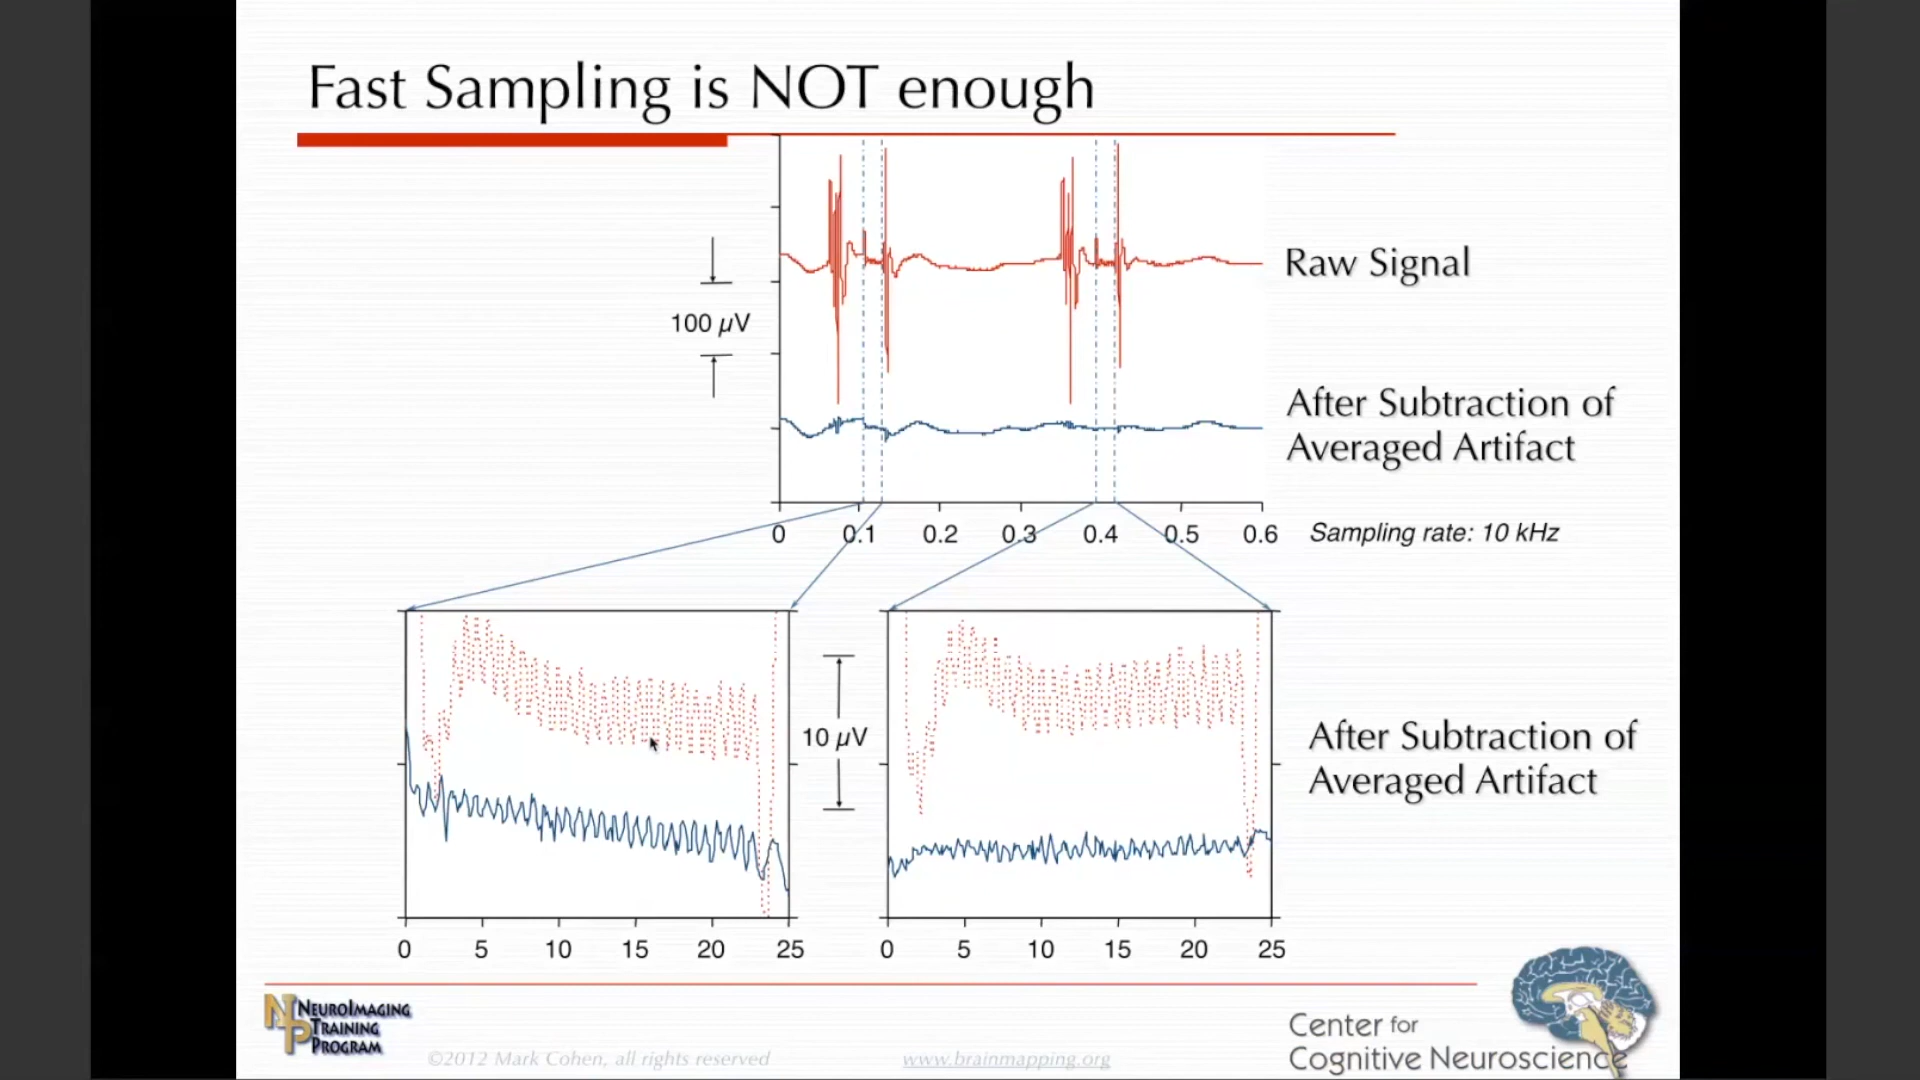 Fast Sampling is NOT enough
Raw Signal
100 µV
After Subtraction of
Averaged Artifact
0 0.1 0.2 0.3 0.4 0.5 0.6
Sampling rate: 10 kHz
10 µV
After Subtraction of
Averaged Artifact
0 5 10 15 20 25
0 5 10 15 20 25
NP NEUROIMAGING
TRAINING
PROGRAM
©2012 Mark Cohen, all rights reserved
www.brainmapping.org
Center for
Cognitive Neuroscience